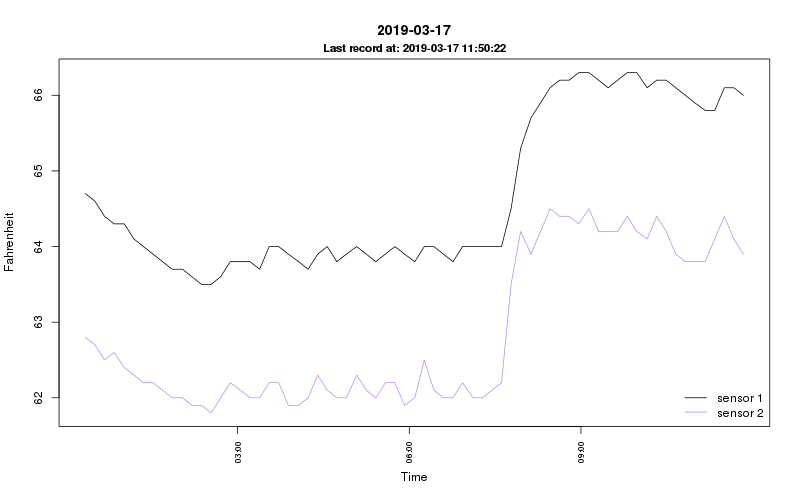 2019-03-17
Last record at: 2019-03-17 11:50:22
Fahrenheit
66
65
64
63
62
03:00
06:00
09:00
Time
sensor 1
sensor 2